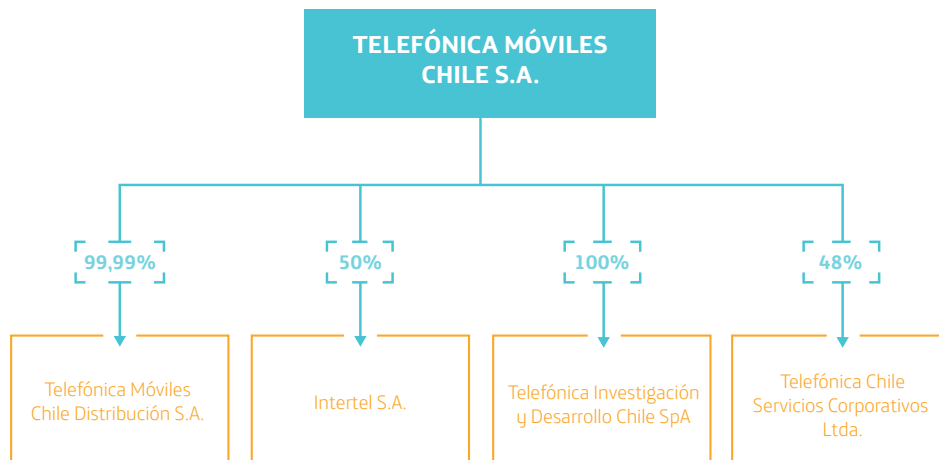 TELEFÓNICA MÓVILES
CHILE S.A.
99,99%
50%
100%
48%
Telefónica Móviles
Chile Distribución S.A.
Intertel S.A.
Telefónica Investigación
y Desarrollo Chile SpA
Telefónica Chile
Servicios Corporativos
Ltda.